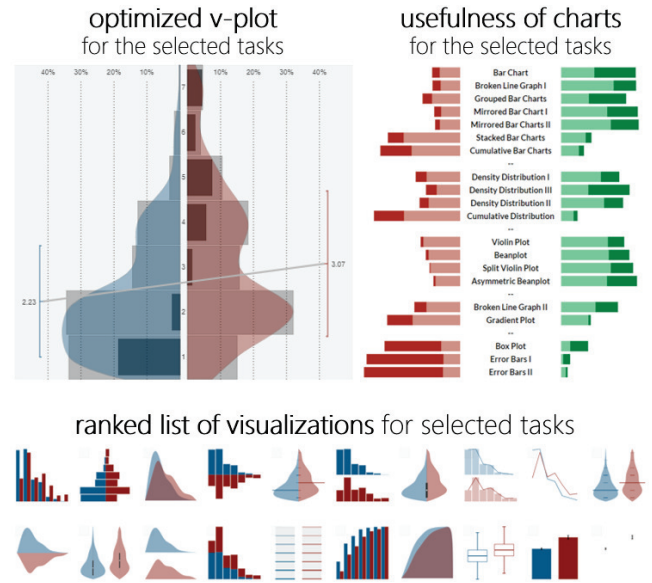 optimized v-plot
for the selected tasks
usefulness of charts
for the selected tasks
40% 30% 20% 10% 10% 20% 30% 40%
7
6
5
4
3
2
1
2.23
3.07
Bar Chart
Broken Line Graph I
Grouped Bar Charts
Mirrored Bar Chart I
Mirrored Bar Charts II
Stacked Bar Charts
Cumulative Bar Charts
--
Density Distribution I
Density Distribution III
Density Distribution II
Cumulative Distribution
--
Violin Plot
Beanplot
Split Violin Plot
Asymmetric Beanplot
--
Broken Line Graph II
Gradient Plot
--
Box Plot
Error Bars I
Error Bars II
ranked list of visualizations for selected tasks